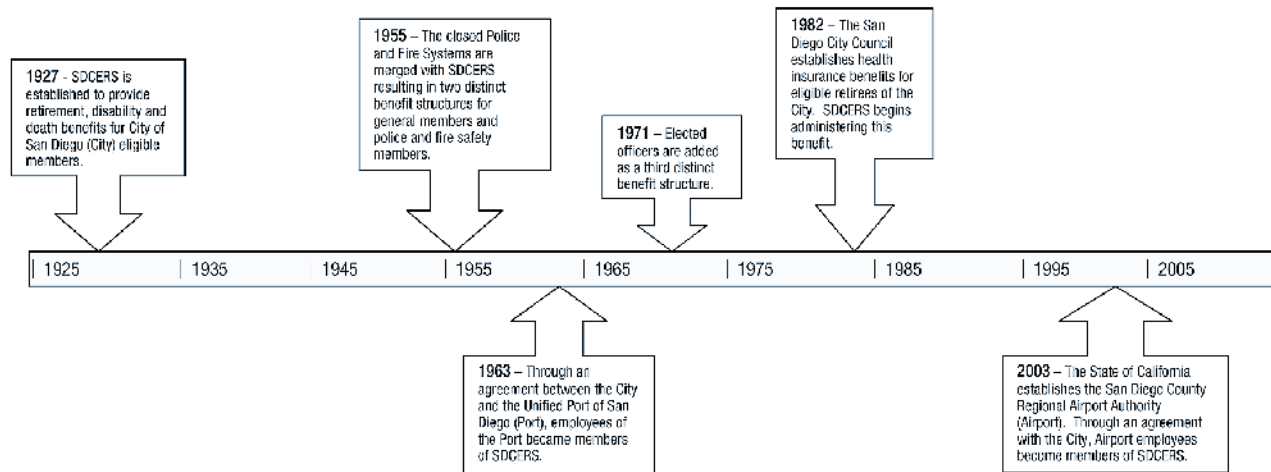 1927 - SDCERS is
established to provide
retirement, disability and
death benefits for City of
San Diego (City) eligible
members.
1955 – The closed Police
and Fire Systems are
merged with SDCERS
resulting in two distinct
benefit structures for
general members and
police and fire safety
members.
1971 – Elected
officers are added
as a third distinct
benefit structure.
1982 – The San
Diego City Council
establishes health
insurance benefits for
eligible retirees of the
City. SDCERS begins
administering this
benefit.
1925 1935 1945 1955 1965 1975 1985 1995 2005
1963 – Through an
agreement between the City
and the Unified Port of San
Diego (Port), employees of
the Port became members
of SDCERS.
2003 – The State of California
establishes the San Diego County
Regional Airport Authority
(Airport). Through an agreement
with the City, Airport employees
become members of SDCERS.